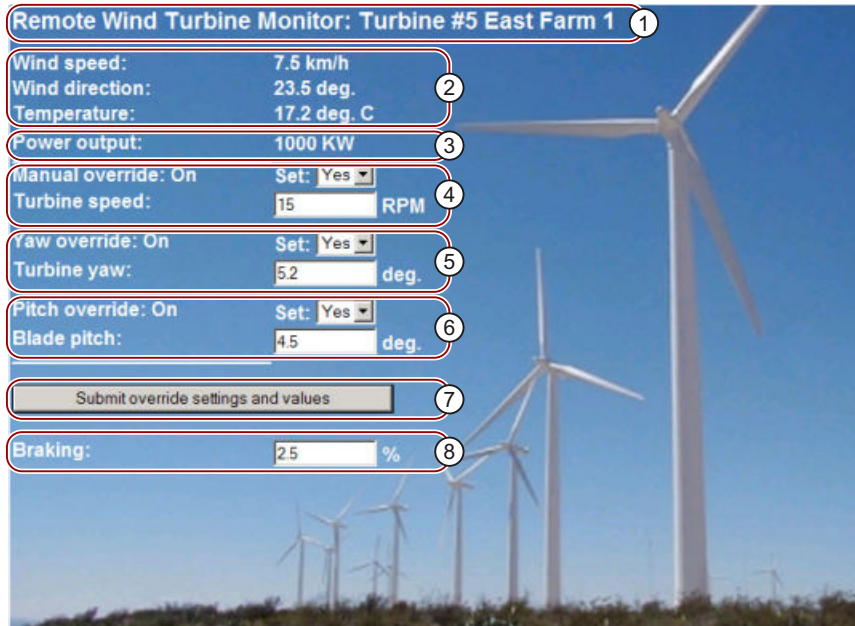 Remote Wind Turbine Monitor: Turbine #5 East Farm 1 1
Wind speed: 7.5 km/h
Wind direction: 23.5 deg. 2
Temperature: 17.2 deg. C
Power output: 1000 KW 3
Manual override: On Set: Yes 4
Turbine speed: 15 RPM
Yaw override: On Set: Yes 5
Turbine yaw: 5.2 deg.
Pitch override: On Set: Yes 6
Blade pitch: 4.5 deg.
Submit override settings and values 7
Braking: 2.5 % 8